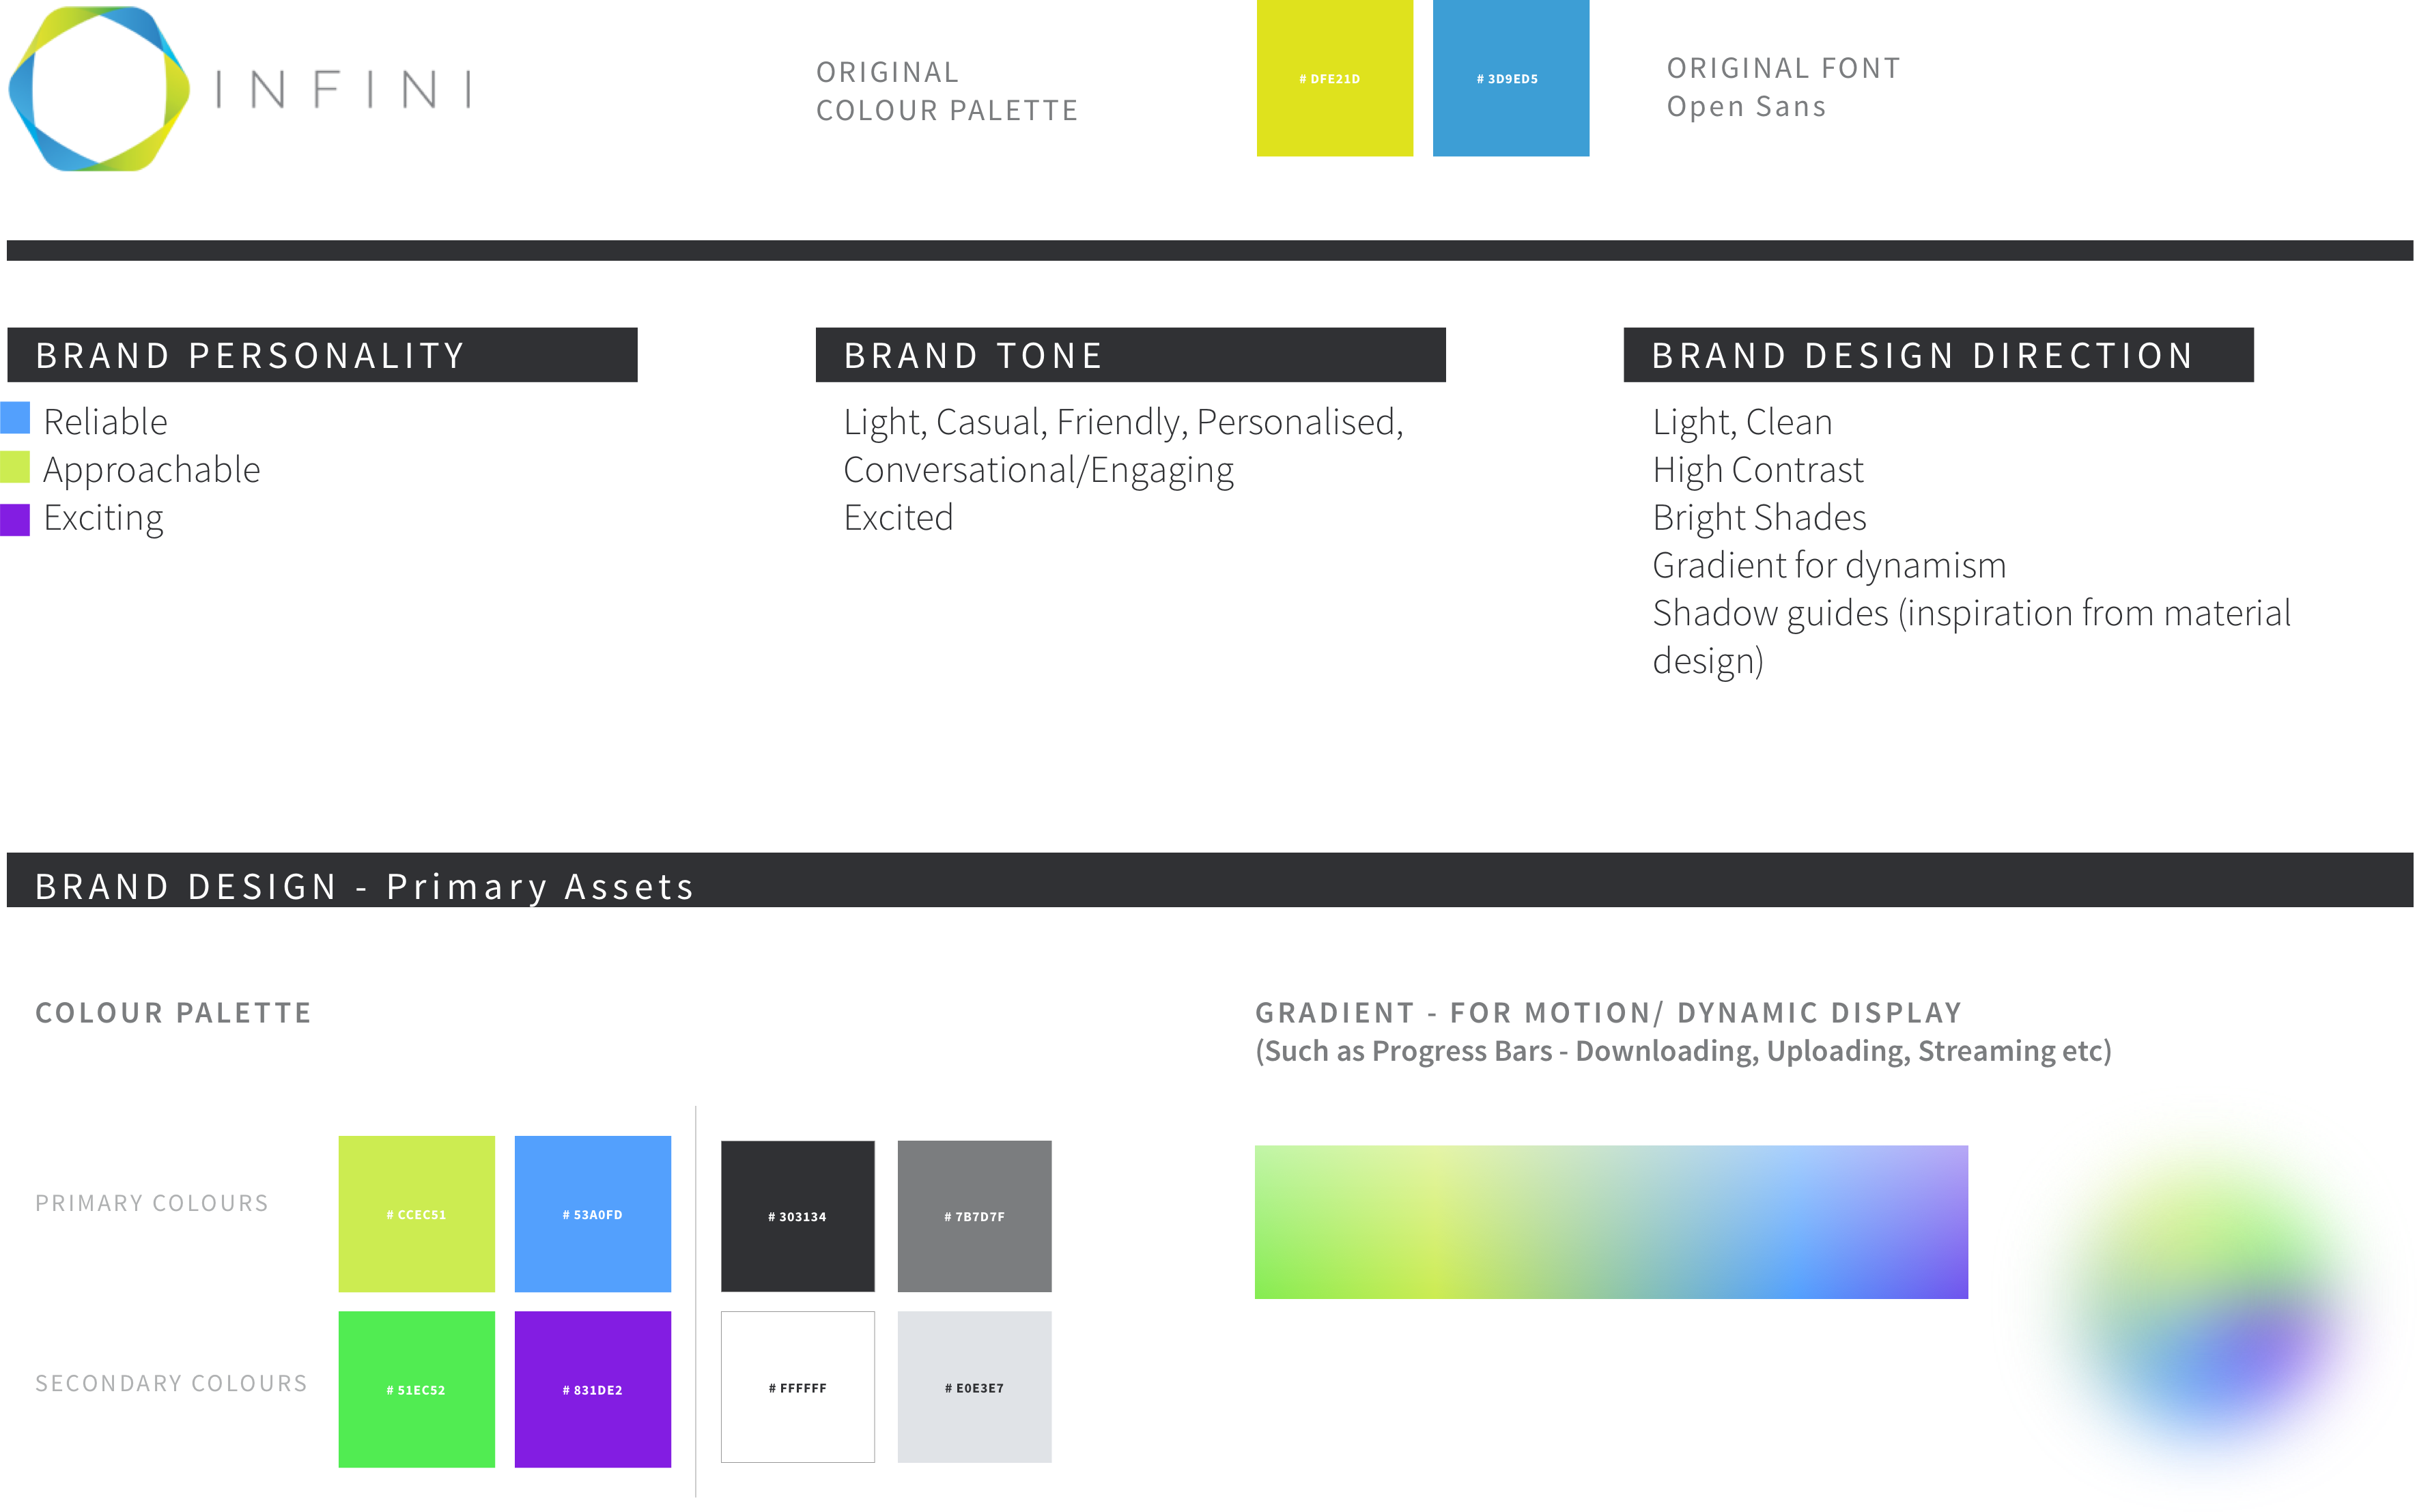 INFINI
ORIGINAL
COLOUR PALETTE
# DFE21D
# 3D9ED5
ORIGINAL FONT
Open Sans
BRAND PERSONALITY
Reliable
Approachable
Exciting
BRAND TONE
Light, Casual, Friendly, Personalised,
Conversational/Engaging
Excited
BRAND DESIGN DIRECTION
Light, Clean
High Contrast
Bright Shades
Gradient for dynamism
Shadow guides (inspiration from material
design)
BRAND DESIGN - Primary Assets
COLOUR PALETTE
PRIMARY COLOURS
# CCEC51
# 53A0FD
# 303134
# 7B7D7F
SECONDARY COLOURS
# 51EC52
# 831DE2
# FFFFFF
# E0E3E7
GRADIENT - FOR MOTION/ DYNAMIC DISPLAY
(Such as Progress Bars - Downloading, Uploading, Streaming etc)